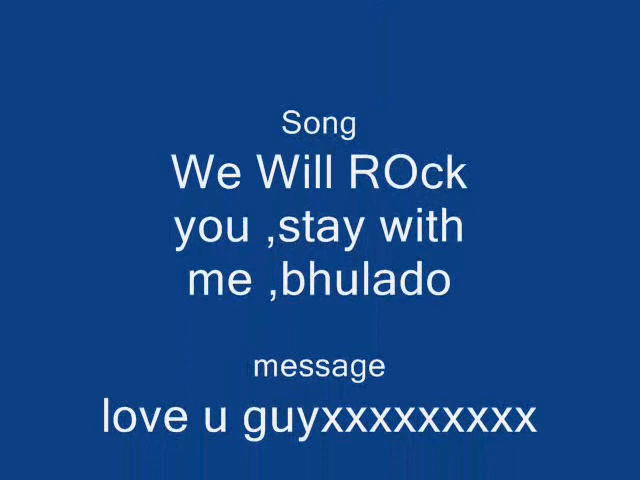 Song
We Will ROck
you ,stay with
me ,bhulado
message
love u guyxxxxxxxxx